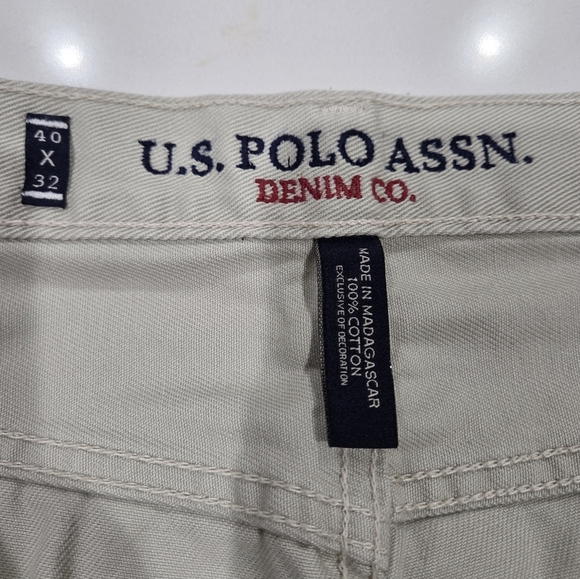 40
X
32
U.S. POLO ASSN.
DENIM CO.
MADE IN MADAGASCAR
100% COTTON
EXCLUSIVE OF DECORATION